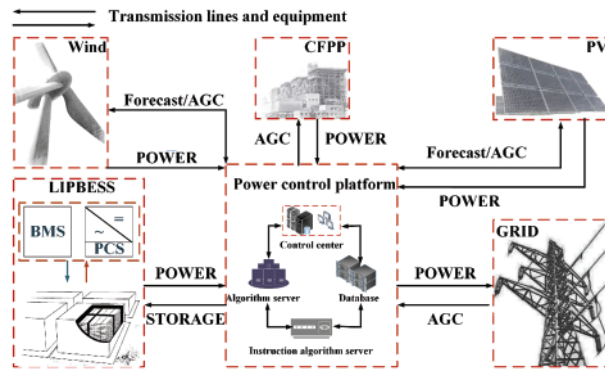 Transmission lines and equipment
Wind
CFPP
PV
Forecast/AGC
AGC
POWER
Forecast/AGC
POWER
POWER
LIPBESS
Power control platform
GRID
BMS
~ =
PCS
Control center
POWER
POWER
Algorithm server
Database
STORAGE
AGC
Instruction algorithm server